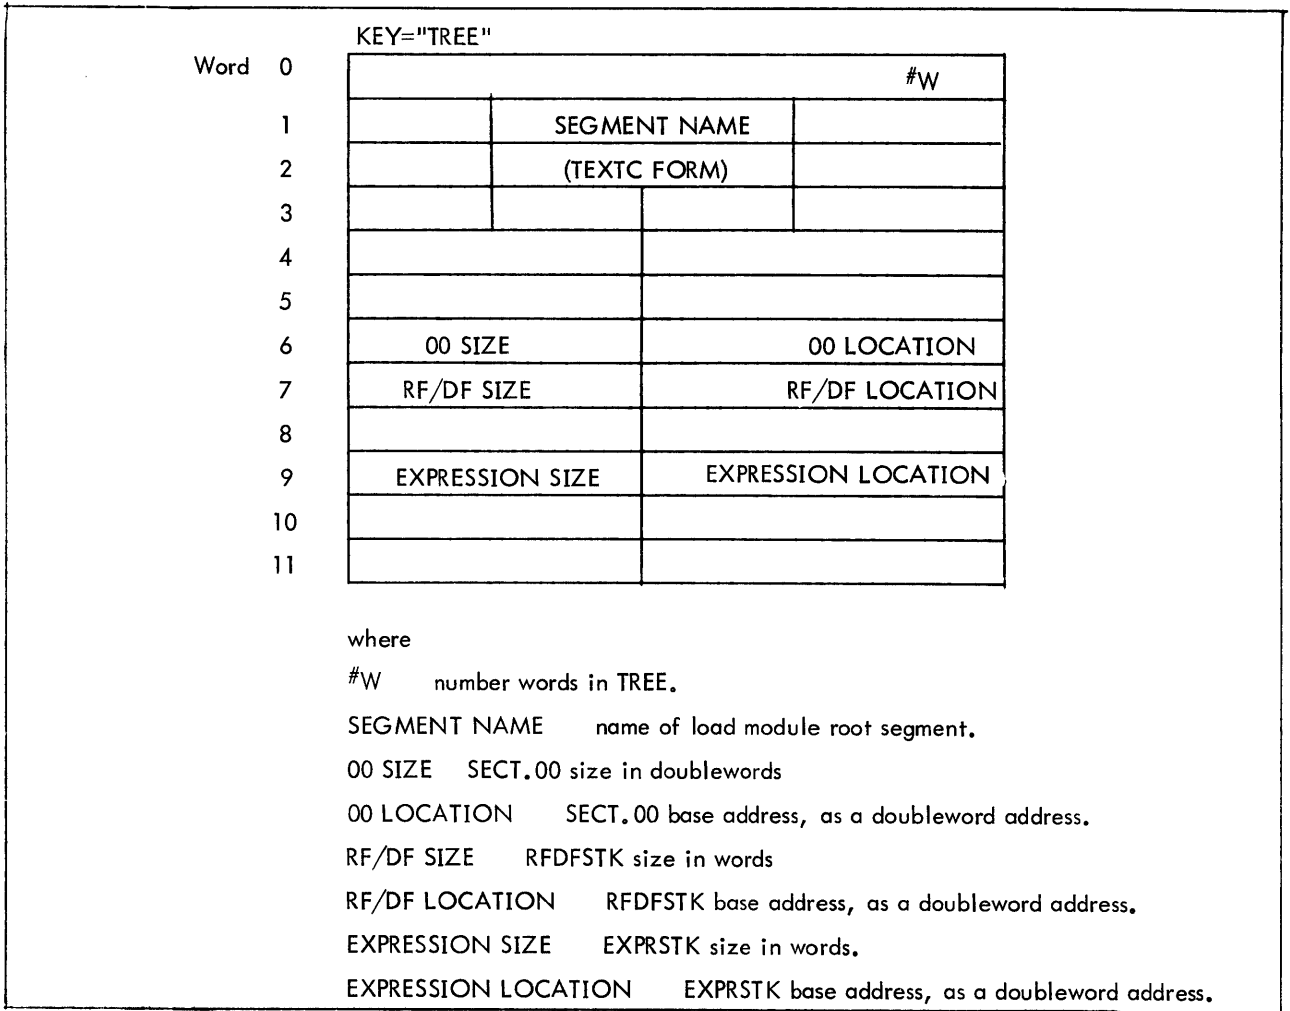 KEY="TREE"
Word 0 #W
1 SEGMENT NAME
2 (TEXTC FORM)
3
4
5
6 00 SIZE 00 LOCATION
7 RF/DF SIZE RF/DF LOCATION
8
9 EXPRESSION SIZE EXPRESSION LOCATION
10
11
where
#W number words in TREE.
SEGMENT NAME name of load module root segment.
00 SIZE SECT.00 size in doublewords
00 LOCATION SECT.00 base address, as a doubleword address.
RF/DF SIZE RFDFSTK size in words
RF/DF LOCATION RFDFSTK base address, as a doubleword address.
EXPRESSION SIZE EXPRSTK size in words.
EXPRESSION LOCATION EXPRSTK base address, as a doubleword address.